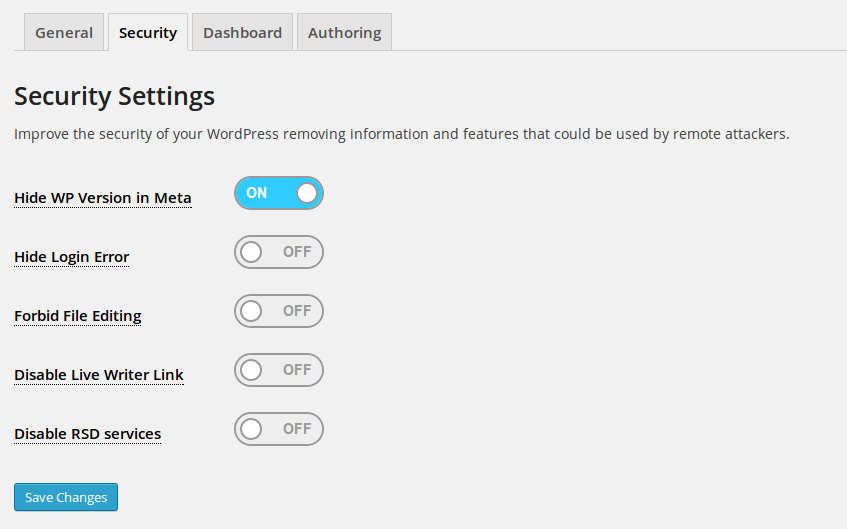 General Security Dashboard Authoring
Security Settings
Improve the security of your WordPress removing information and features that could be used by remote attackers.
Hide WP Version in Meta ON
Hide Login Error OFF
Forbid File Editing OFF
Disable Live Writer Link OFF
Disable RSD services OFF
Save Changes